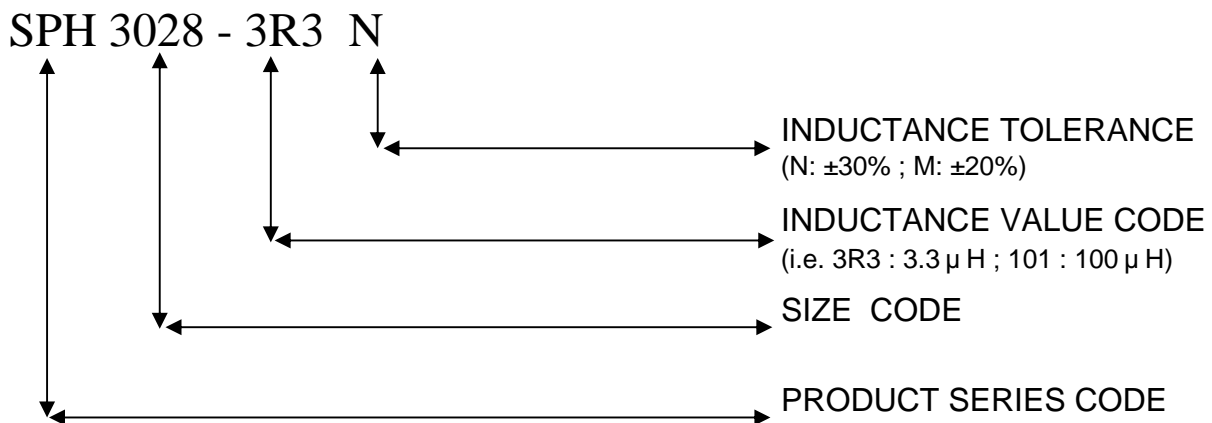 SPH 3028 - 3R3 N
INDUCTANCE TOLERANCE
(N: ±30% ; M: ±20%)
INDUCTANCE VALUE CODE
(i.e. 3R3 : 3.3 μ H ; 101 : 100 μ H)
SIZE CODE
PRODUCT SERIES CODE